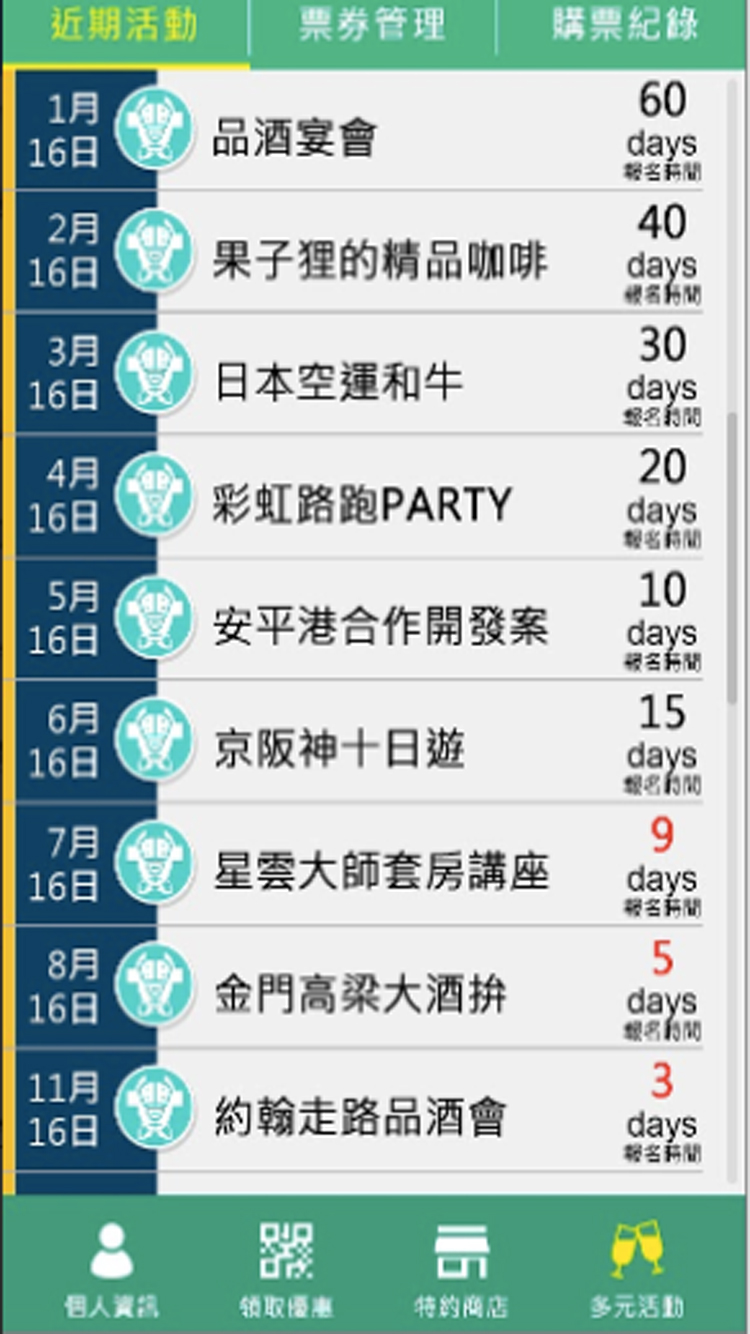 近期活動 票券管理 購票紀錄
1月
16日
品酒宴會
60
days
報名時間
2月
16日
果子狸的精品咖啡
40
days
報名時間
3月
16日
日本空運和牛
30
days
報名時間
4月
16日
彩虹路跑PARTY
20
days
報名時間
5月
16日
安平港合作開發案
10
days
報名時間
6月
16日
京阪神十日遊
15
days
報名時間
7月
16日
星雲大師套房講座
9
days
報名時間
8月
16日
金門高梁大酒拚
5
days
報名時間
11月
16日
約翰走路品酒會
3
days
報名時間
個人資訊 領取優惠 特約商店 多元活動